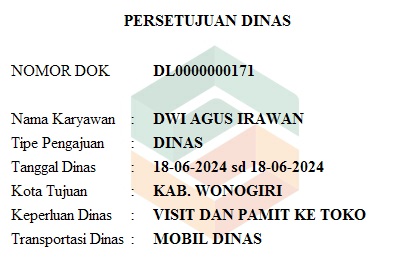 PERSETUJUAN DINAS
NOMOR DOK DL0000000171
Nama Karyawan : DWI AGUS IRAWAN
Tipe Pengajuan : DINAS
Tanggal Dinas : 18-06-2024 sd 18-06-2024
Kota Tujuan : KAB. WONOGIRI
Keperluan Dinas : VISIT DAN PAMIT KE TOKO
Transportasi Dinas : MOBIL DINAS